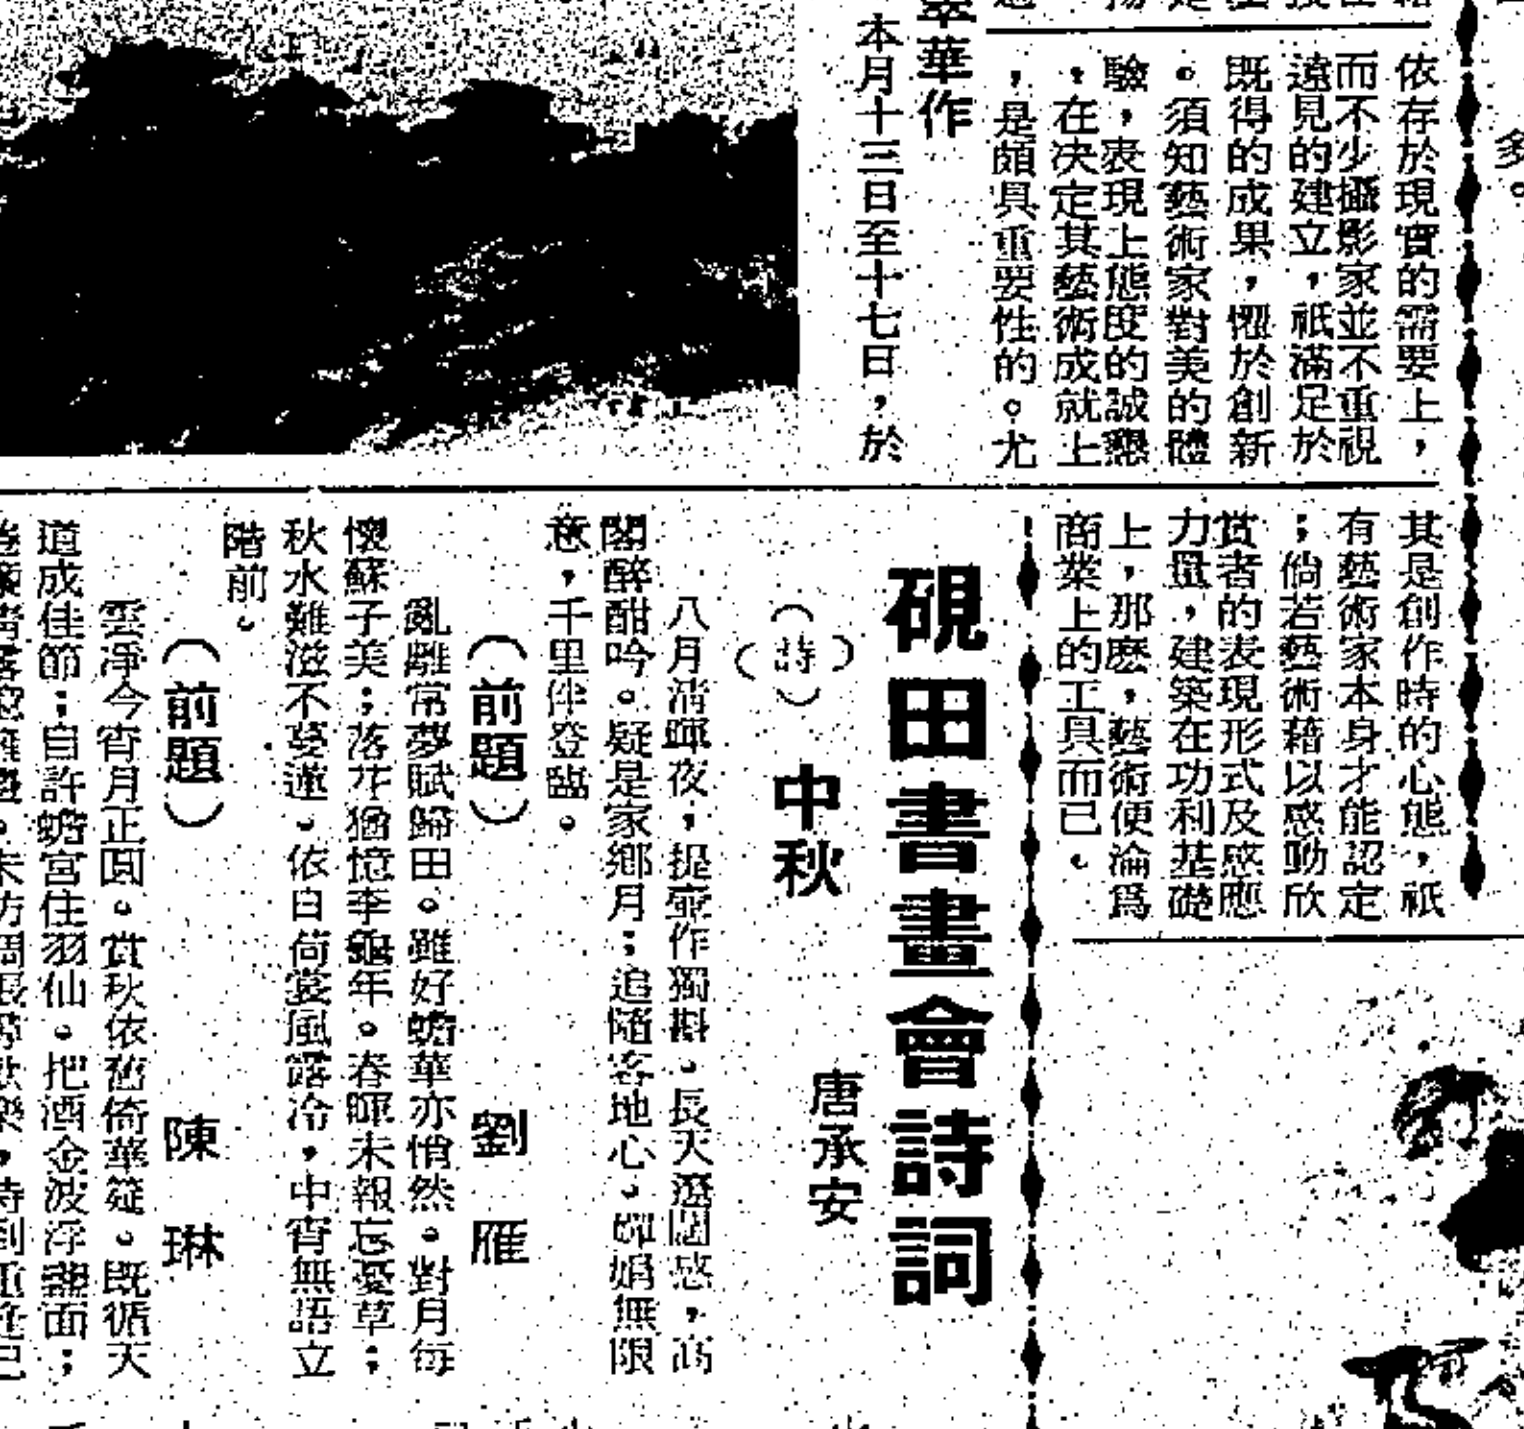 多。
依存於現實的需要上，
而不少攝影家並不重視
遠見的建立，祇滿足於
既得的成果，懼於創新
。須知藝術家對美的體
驗，表現上態度的誠懇
，在決定其藝術成就上
，是頗具重要性的。尤
其是創作時的心態，祇
有藝術家本身才能認定
；倘若藝術藉以感動欣
賞者的表現形式及感應
力量，建築在功利基礎
上，那麼，藝術便淪爲
商業上的工具而已。
華作
本月十三日至十七日，於
硯田書畫會詩詞
（詩）
中秋
唐承安
八月清暉夜，提壺作獨斟。長天遼闊感，高
閣醉酣吟。疑是家鄉月；追隨客地心。嬋娟無限
意，千里伴登臨。
（前題）
劉雁
亂離常夢賦歸田。雖好蟾華亦悄然。對月每
懷蘇子美；落花猶憶李龜年。春暉未報忘憂草；
秋水難滋不蔓蓮。依白荷裳風露冷，中宵無語立
階前。
（前題）
陳琳
雲淨今宵月正圓。賞秋依舊倚華筵。既循天
道成佳節；自許蟾宮住羽仙。把酒金波浮靉面；